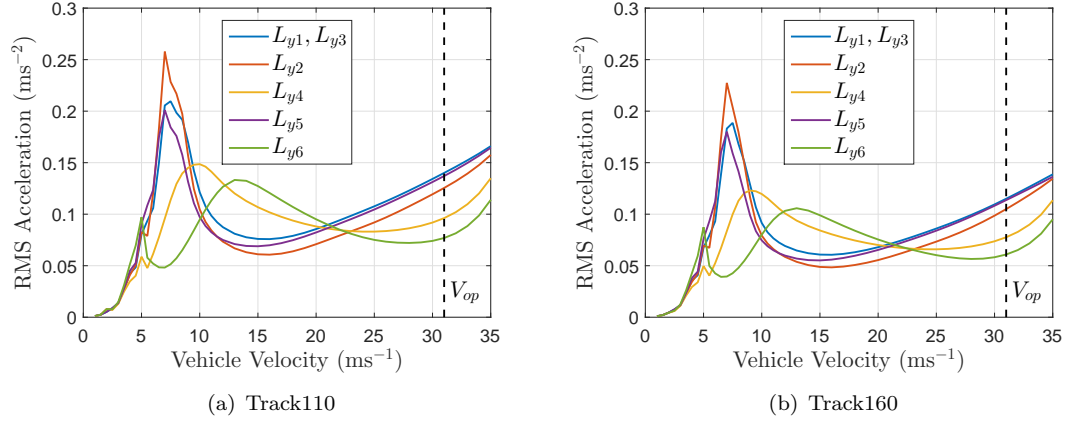 0.3
0.25
0.2
0.15
0.1
0.05
0
RMS Acceleration (ms⁻²)
L_{y1}, L_{y3}
L_{y2}
L_{y4}
L_{y5}
L_{y6}
V_{op}
0 5 10 15 20 25 30 35
Vehicle Velocity (ms⁻¹)
(a) Track110
0.3
0.25
0.2
0.15
0.1
0.05
0
RMS Acceleration (ms⁻²)
L_{y1}, L_{y3}
L_{y2}
L_{y4}
L_{y5}
L_{y6}
V_{op}
0 5 10 15 20 25 30 35
Vehicle Velocity (ms⁻¹)
(b) Track160